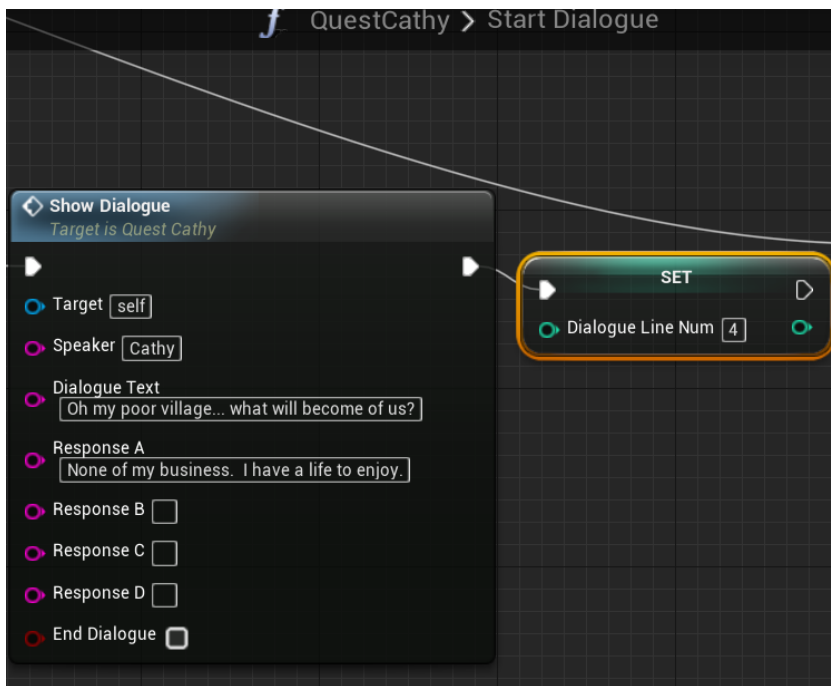 f QuestCathy > Start Dialogue
Show Dialogue
Target is Quest Cathy
Target self
Speaker Cathy
Dialogue Text
Oh my poor village... what will become of us?
Response A
None of my business.  I have a life to enjoy.
Response B
Response C
Response D
End Dialogue
SET
Dialogue Line Num 4